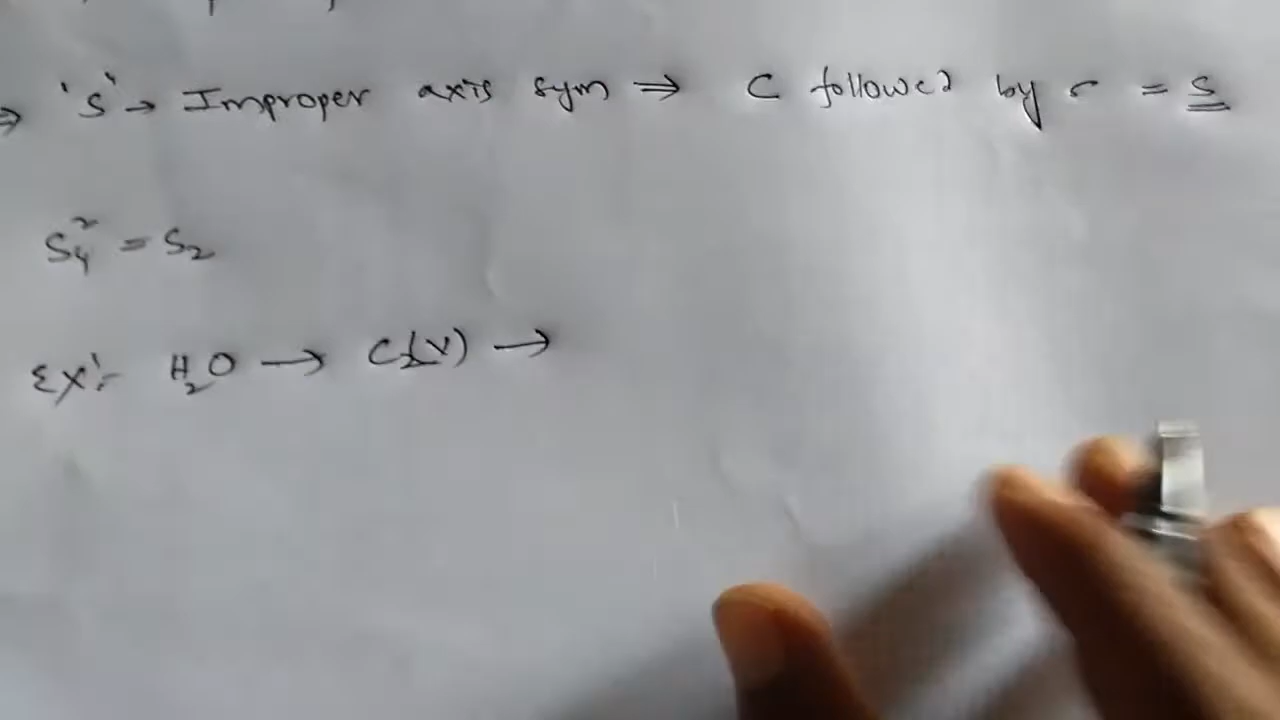 ⇒ 's' → Improper axis sym ⇒ C followed by σ = S
S₄² = S₂
Ex:- H₂O → C₂(V) →